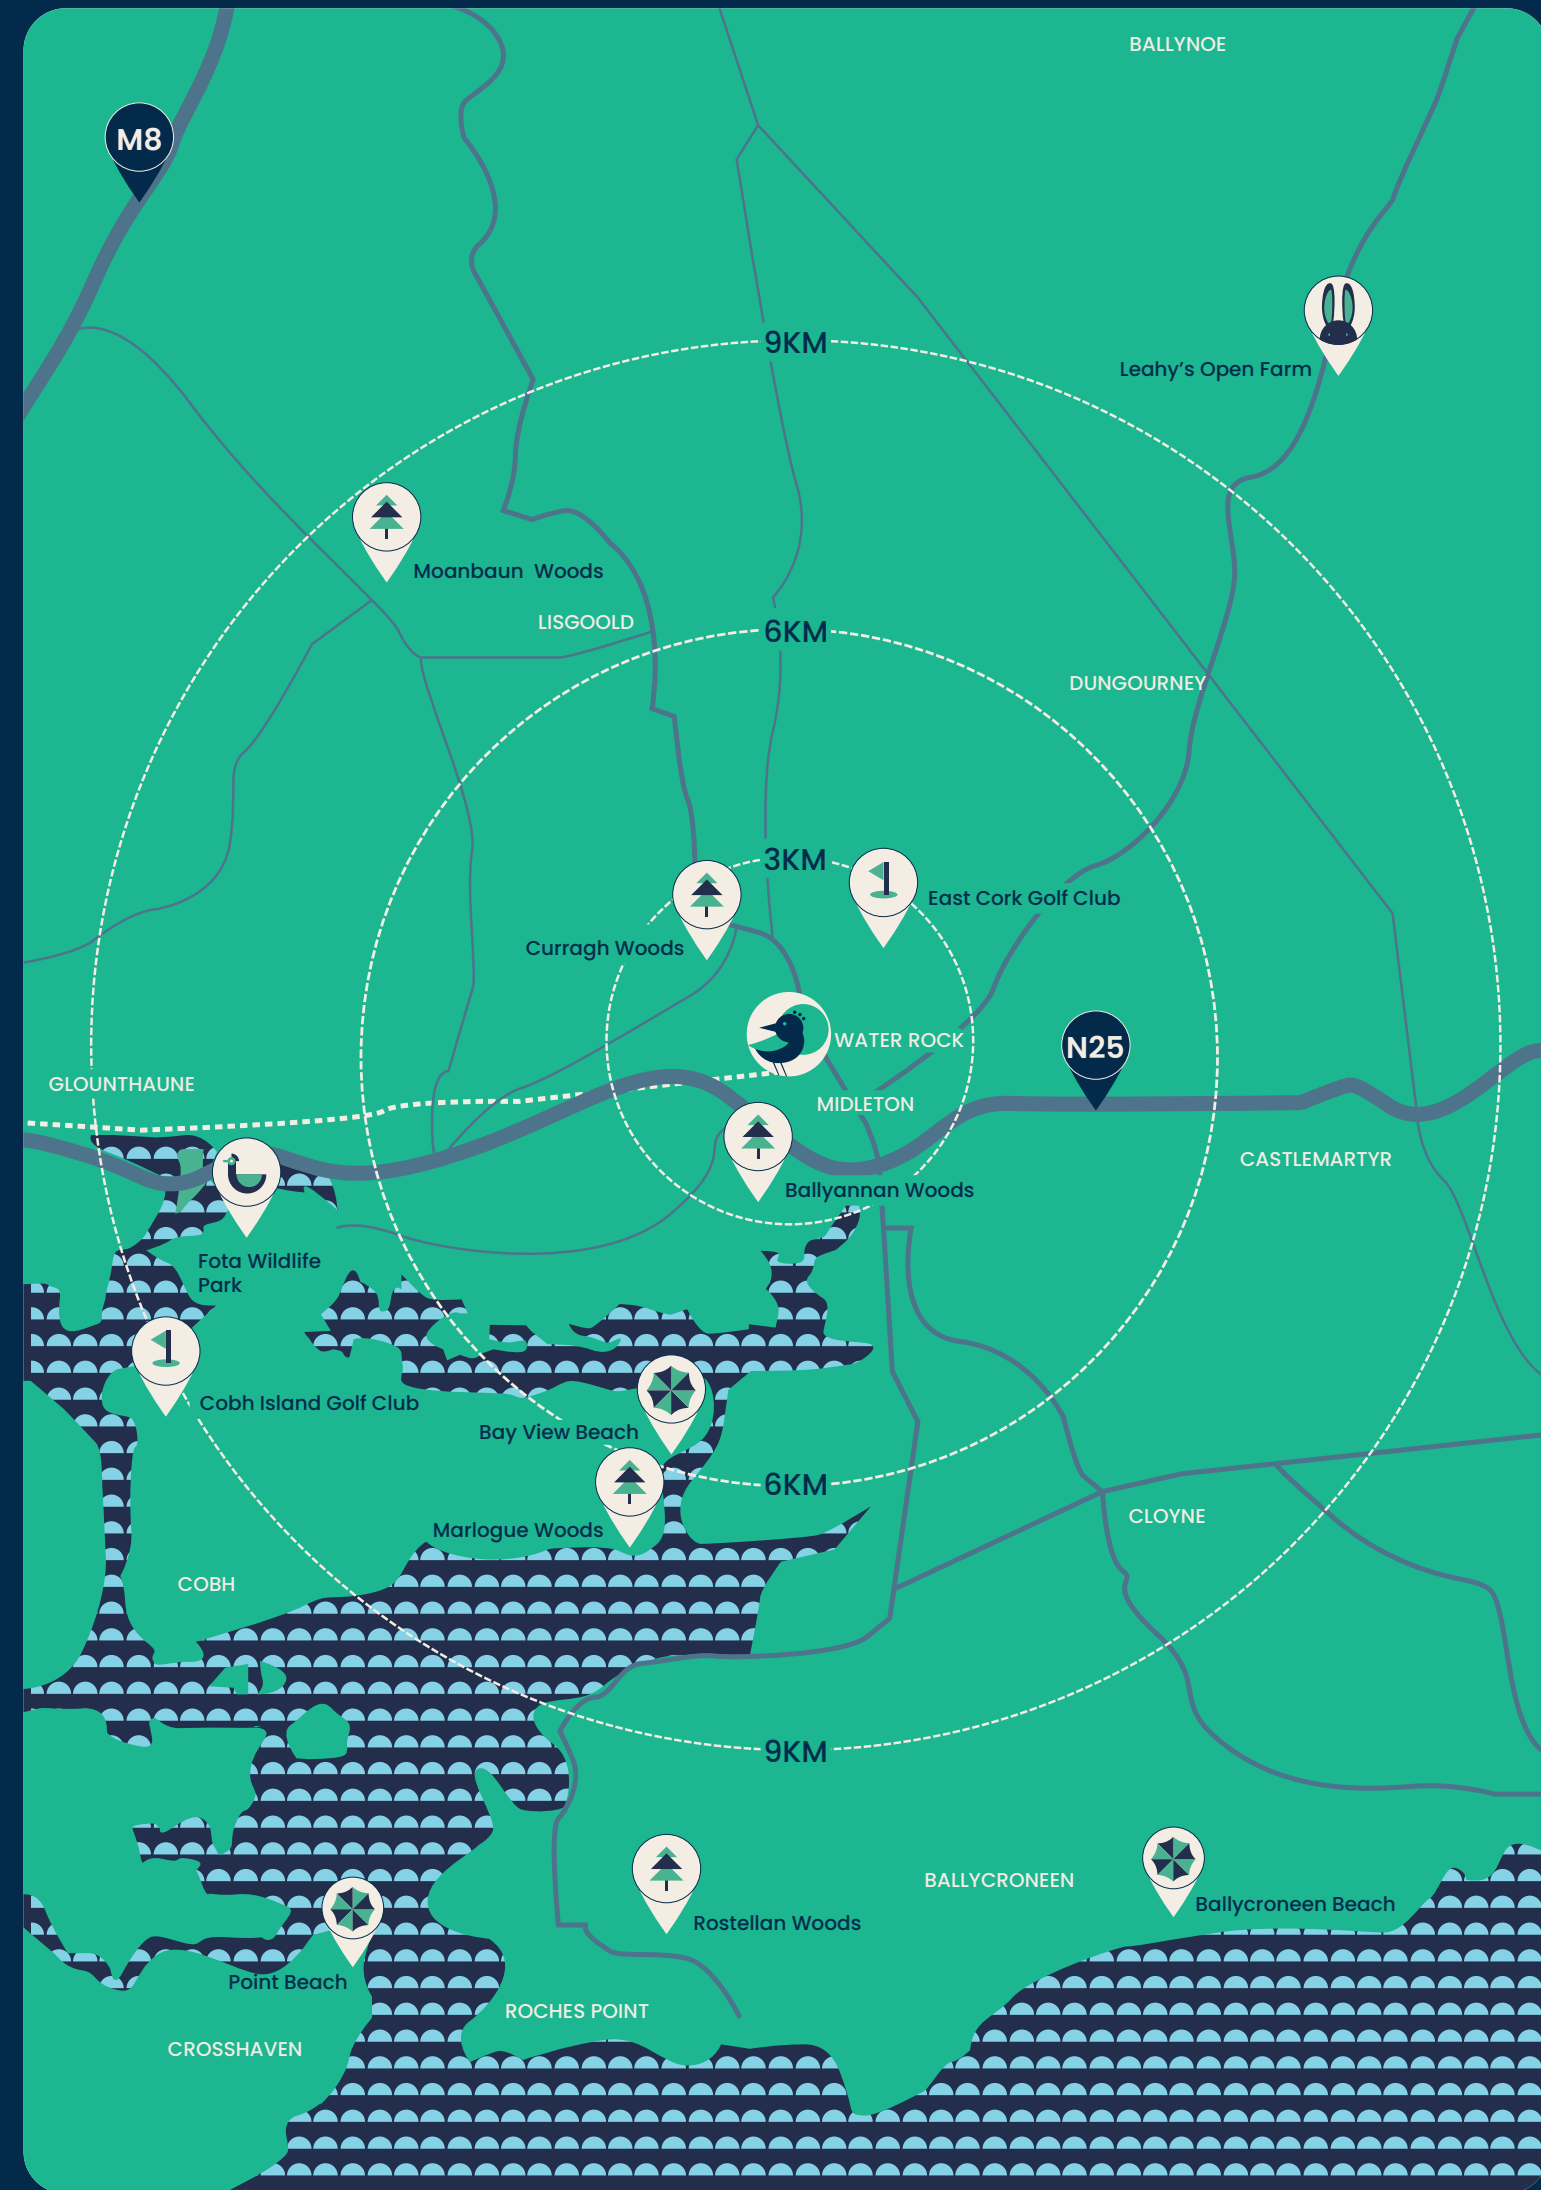 BALLYNOE
M8
9KM
Leahy’s Open Farm
Moanbaun  Woods
LISGOOLD
6KM
DUNGOURNEY
3KM
East Cork Golf Club
Curragh Woods
WATER ROCK
N25
GLOUNTHAUNE
MIDLETON
CASTLEMARTYR
Ballyannan Woods
Fota Wildlife
Park
Cobh Island Golf Club
Bay View Beach
6KM
CLOYNE
Marlogue Woods
COBH
9KM
BALLYCRONEEN
Ballycroneen Beach
Rostellan Woods
Point Beach
ROCHES POINT
CROSSHAVEN